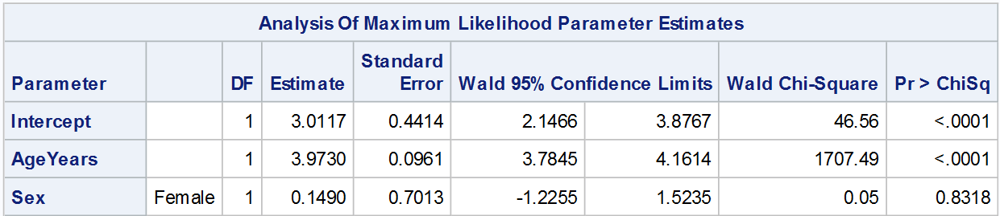 Analysis Of Maximum Likelihood Parameter Estimates
Parameter DF Estimate Standard Error Wald 95% Confidence Limits Wald Chi-Square Pr > ChiSq
Intercept 1 3.0117 0.4414 2.1466 3.8767 46.56 <.0001
AgeYears 1 3.9730 0.0961 3.7845 4.1614 1707.49 <.0001
Sex Female 1 0.1490 0.7013 -1.2255 1.5235 0.05 0.8318